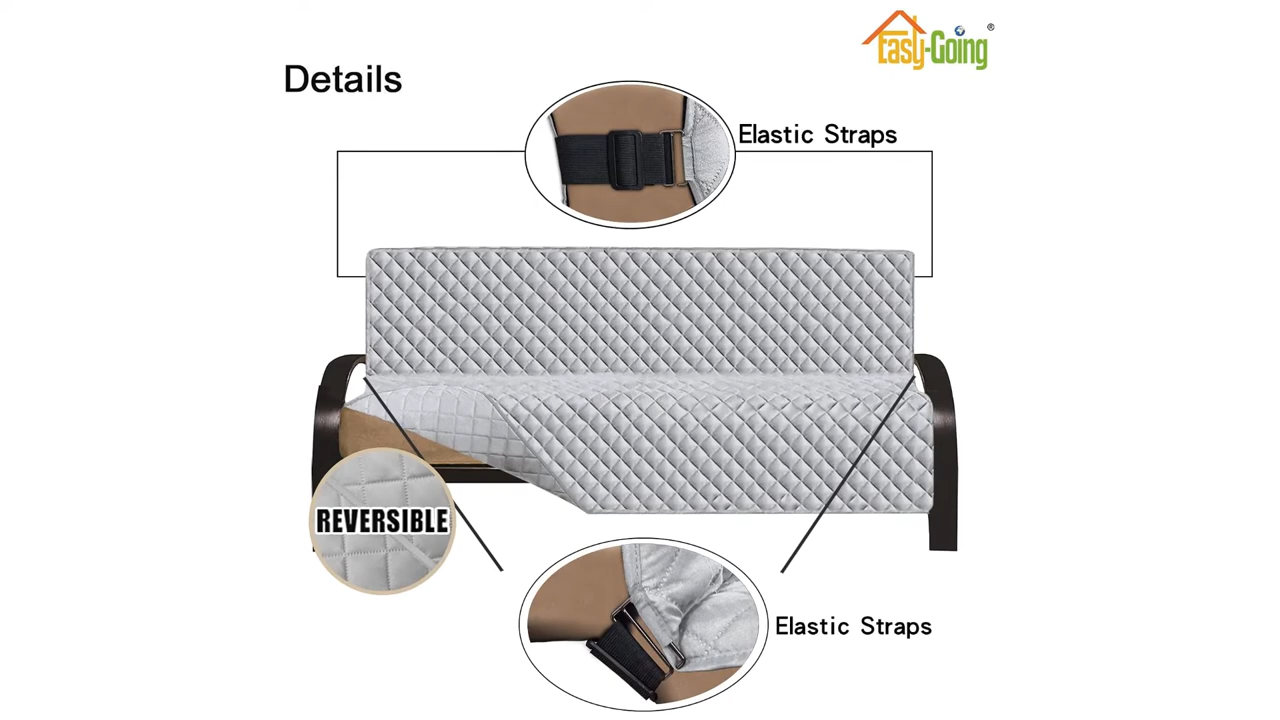 Easy-Going®
Details
Elastic Straps
REVERSIBLE
Elastic Straps